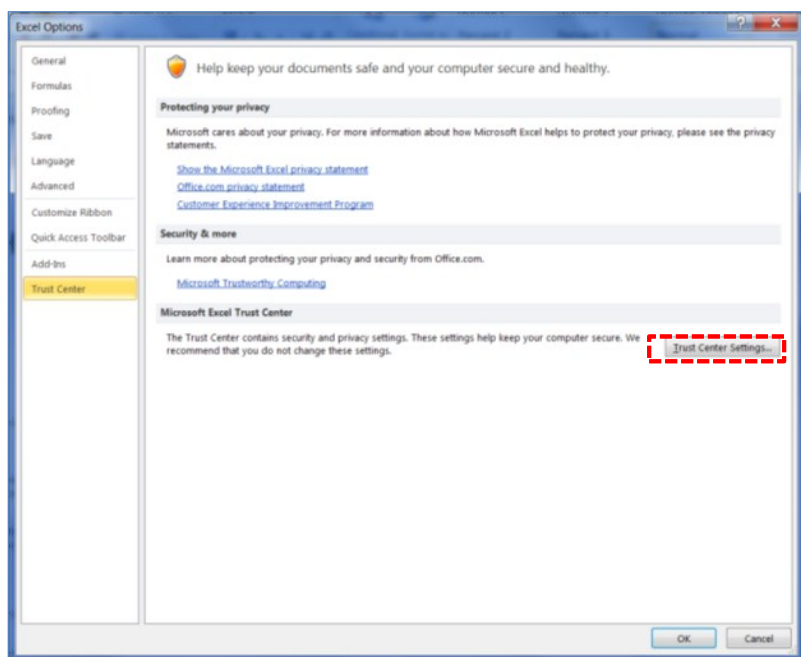 Excel Options
General
Formulas
Proofing
Save
Language
Advanced
Customize Ribbon
Quick Access Toolbar
Add-Ins
Trust Center
Help keep your documents safe and your computer secure and healthy.
Protecting your privacy
Microsoft cares about your privacy. For more information about how Microsoft Excel helps to protect your privacy, please see the privacy
statements.
Show the Microsoft Excel privacy statement
Office.com privacy statement
Customer Experience Improvement Program
Security & more
Learn more about protecting your privacy and security from Office.com.
Microsoft Trustworthy Computing
Microsoft Excel Trust Center
The Trust Center contains security and privacy settings. These settings help keep your computer secure. We
recommend that you do not change these settings.
Trust Center Settings...
OK
Cancel